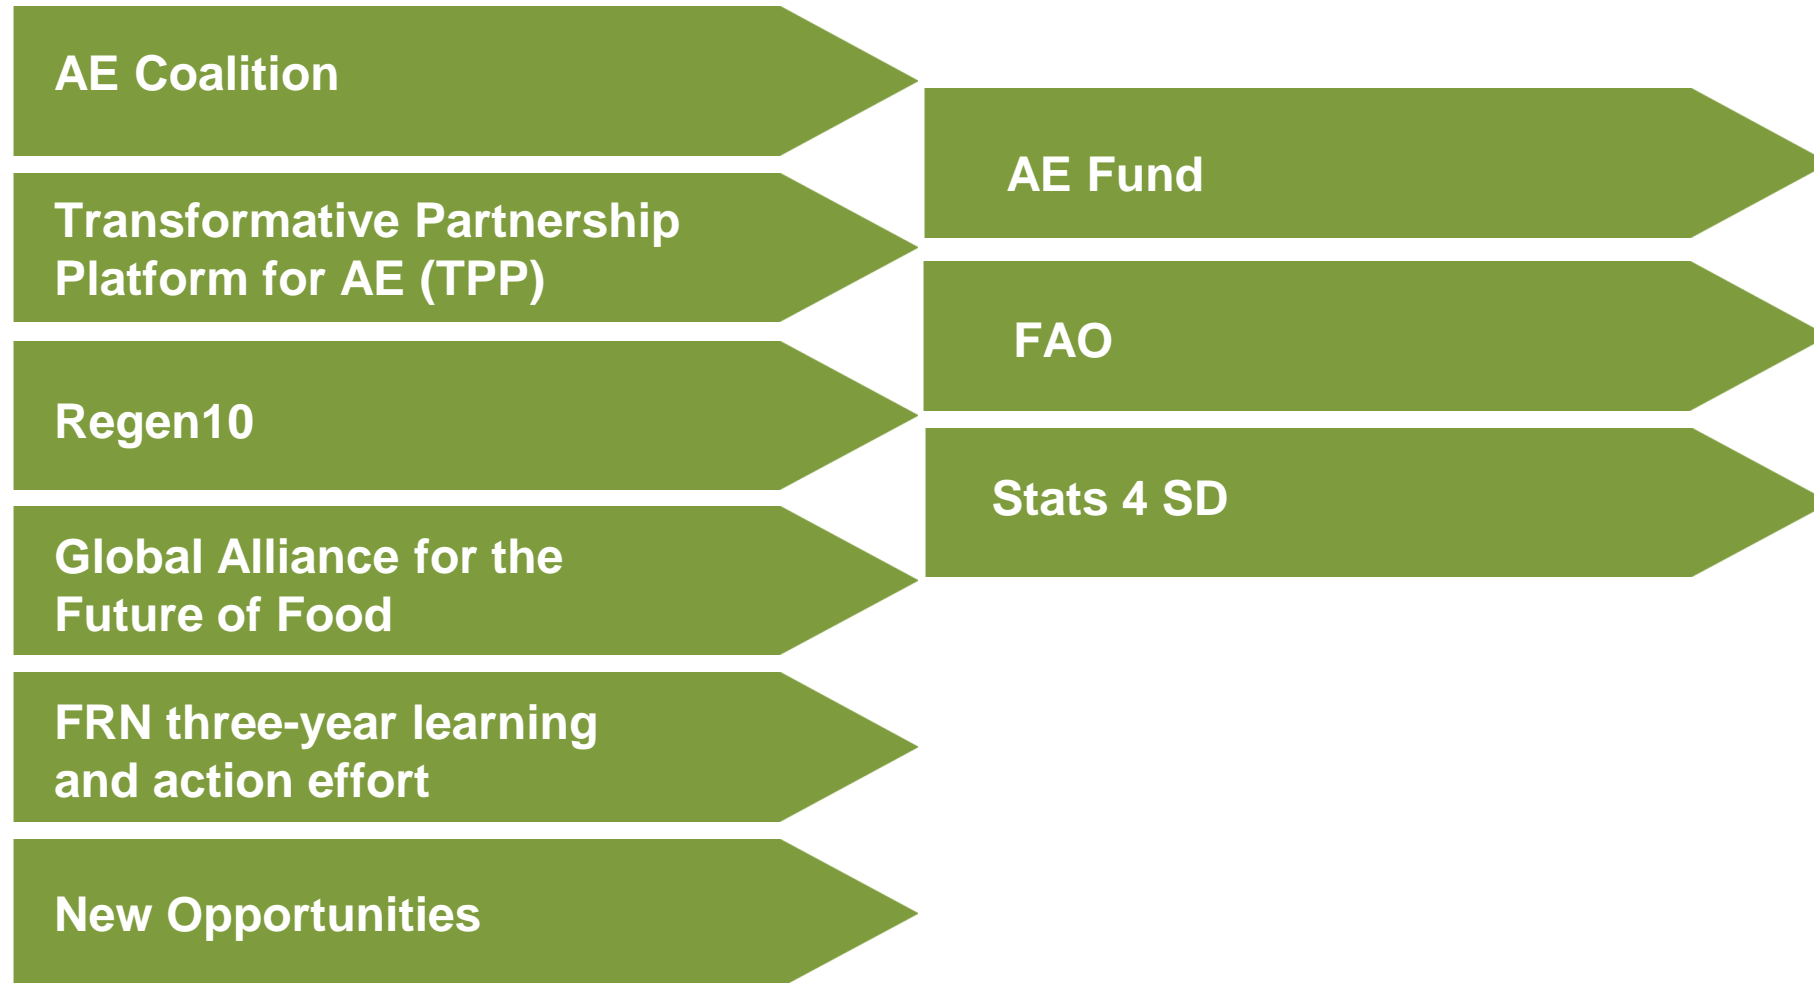 AE Coalition
Transformative Partnership
Platform for AE (TPP)
Regen10
Global Alliance for the
Future of Food
FRN three-year learning
and action effort
New Opportunities
AE Fund
FAO
Stats 4 SD